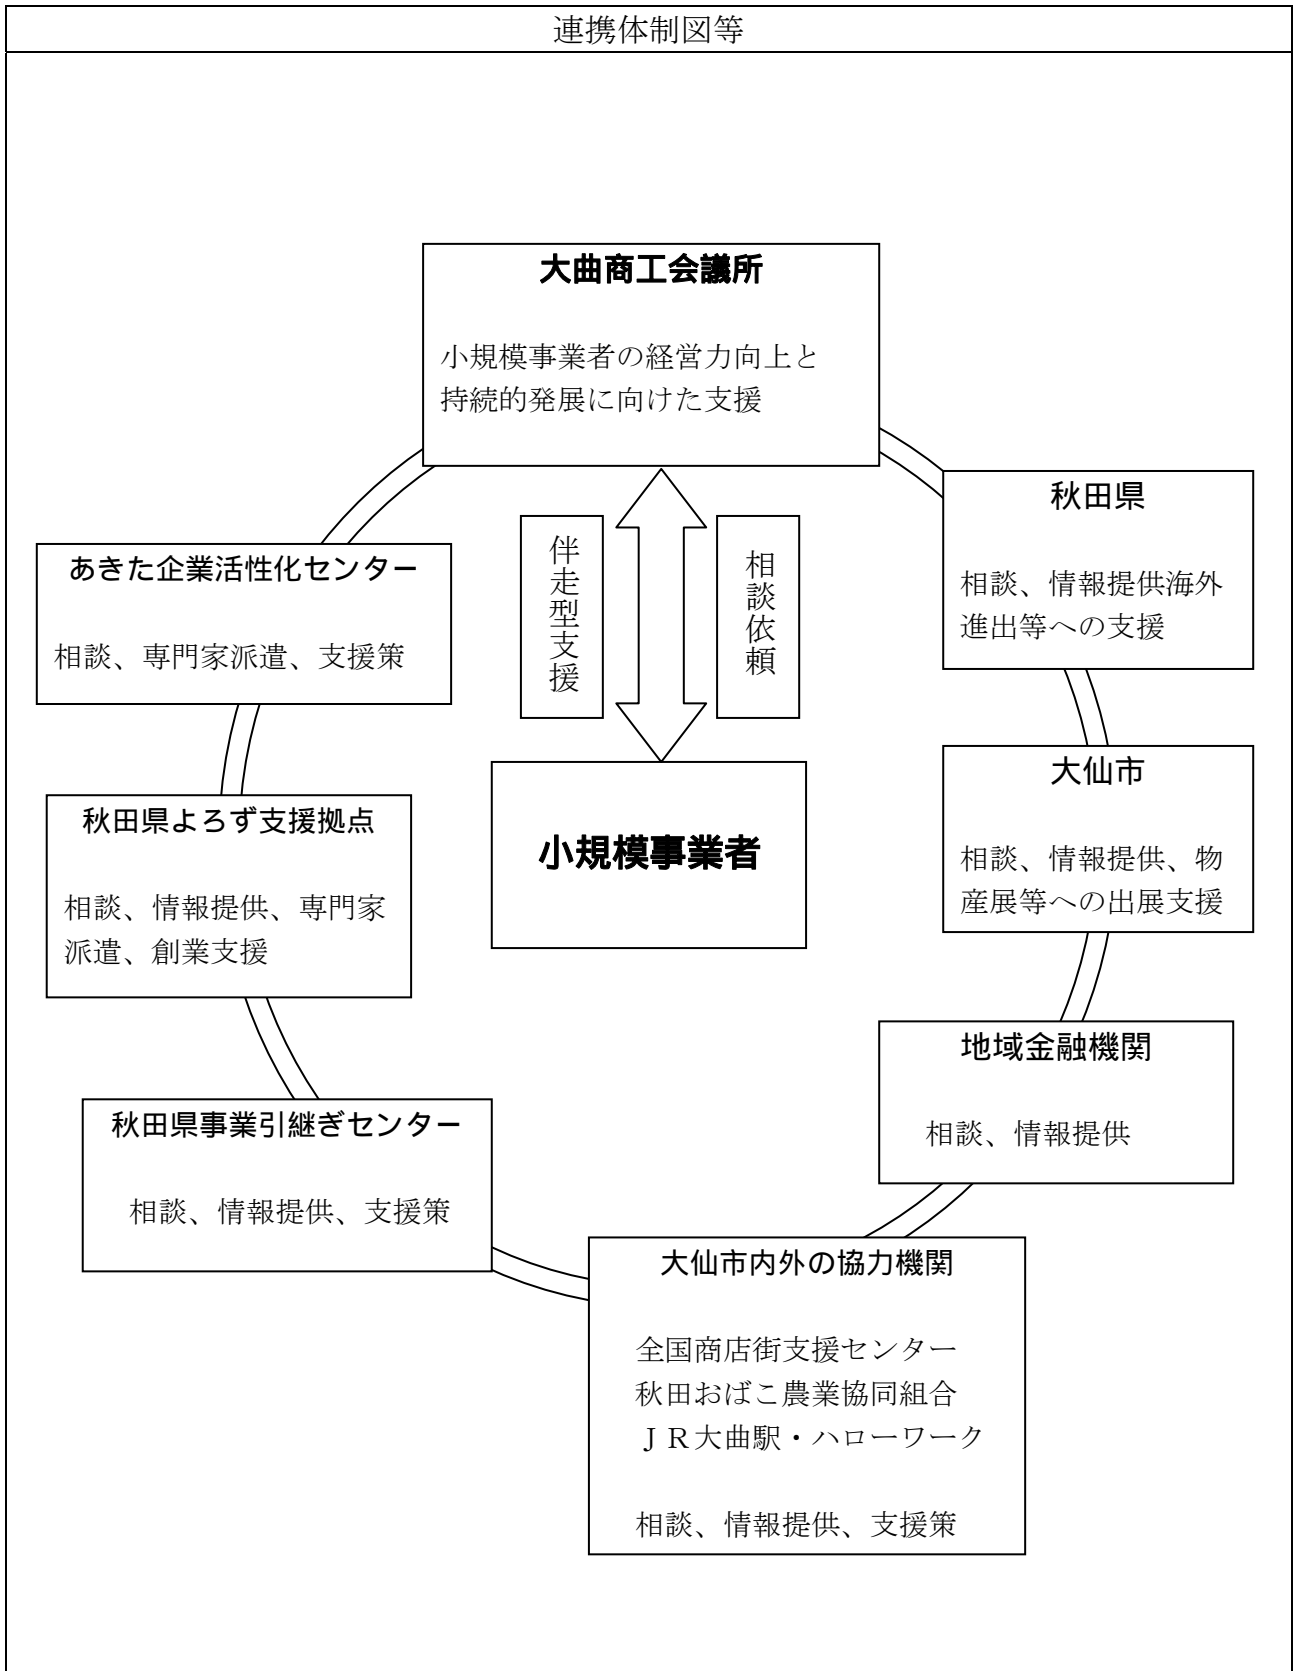 連携体制図等
大曲商工会議所
小規模事業者の経営力向上と
持続的発展に向けた支援
伴走型支援
相談依頼
小規模事業者
秋田県
相談、情報提供海外
進出等への支援
大仙市
相談、情報提供、物
産展等への出展支援
地域金融機関
相談、情報提供
大仙市内外の協力機関
全国商店街支援センター
秋田おばこ農業協同組合
ＪＲ大曲駅・ハローワーク
相談、情報提供、支援策
秋田県事業引継ぎセンター
相談、情報提供、支援策
秋田県よろず支援拠点
相談、情報提供、専門家
派遣、創業支援
あきた企業活性化センター
相談、専門家派遣、支援策